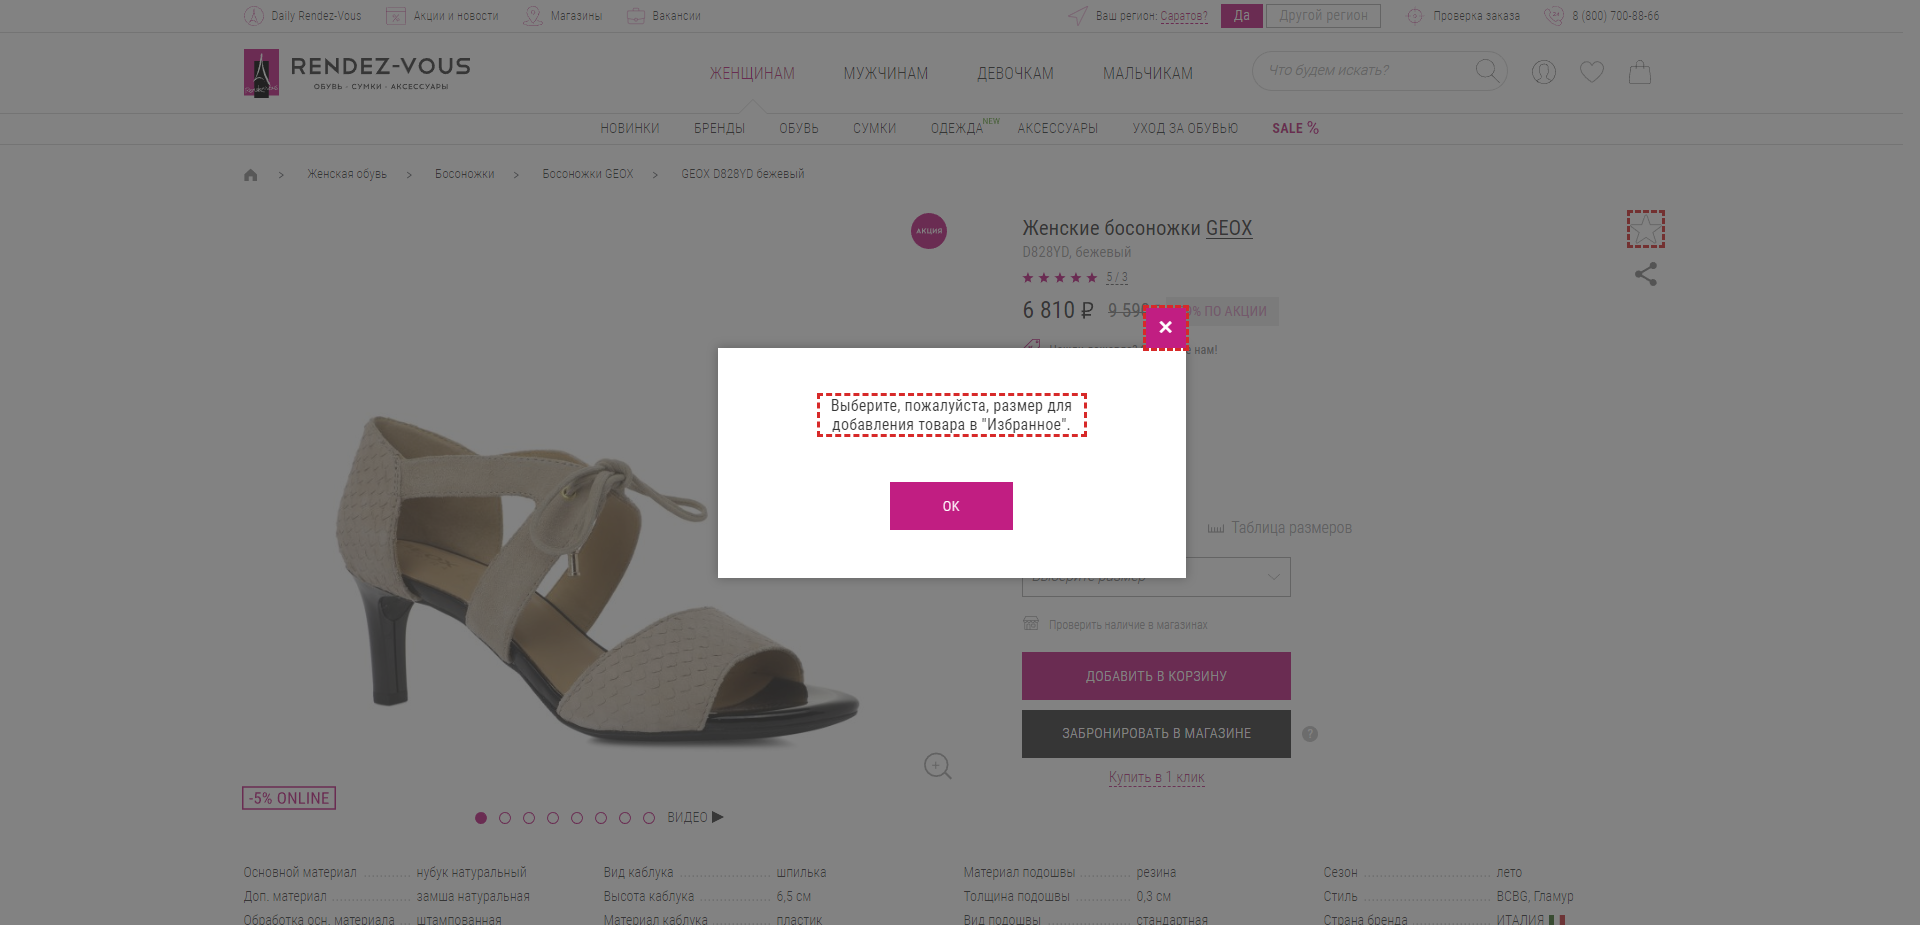 Daily Rendez-Vous
Акции и новости
Магазины
Вакансии
Ваш регион: Саратов?
Да
Другой регион
Проверка заказа
8 (800) 700-88-66
RENDEZ-VOUS
ОБУВЬ · СУМКИ · АКСЕССУАРЫ
ЖЕНЩИНАМ
МУЖЧИНАМ
ДЕВОЧКАМ
МАЛЬЧИКАМ
Что будем искать?
НОВИНКИ
БРЕНДЫ
ОБУВЬ
СУМКИ
ОДЕЖДА NEW
АКСЕССУАРЫ
УХОД ЗА ОБУВЬЮ
SALE %
> Женская обувь > Босоножки > Босоножки GEOX > GEOX D828YD бежевый
АКЦИЯ
Женские босоножки GEOX
D828YD, бежевый
5 / 3
6 810 ₽
9 590
% ПО АКЦИИ
нам!
Выберите, пожалуйста, размер для
добавления товара в "Избранное".
OK
Таблица размеров
Выберите размер
Проверить наличие в магазинах
ДОБАВИТЬ В КОРЗИНУ
ЗАБРОНИРОВАТЬ В МАГАЗИНЕ
?
Купить в 1 клик
-5% ONLINE
ВИДЕО
Основной материал нубук натуральный
Вид каблука шпилька
Материал подошвы резина
Сезон лето
Доп. материал замша натуральная
Высота каблука 6,5 см
Толщина подошвы 0,3 см
Стиль BCBG, Гламур
Обработка осн. материала штампованная
Материал каблука пластик
Вид подошвы стандартная
Страна бренда ИТАЛИЯ